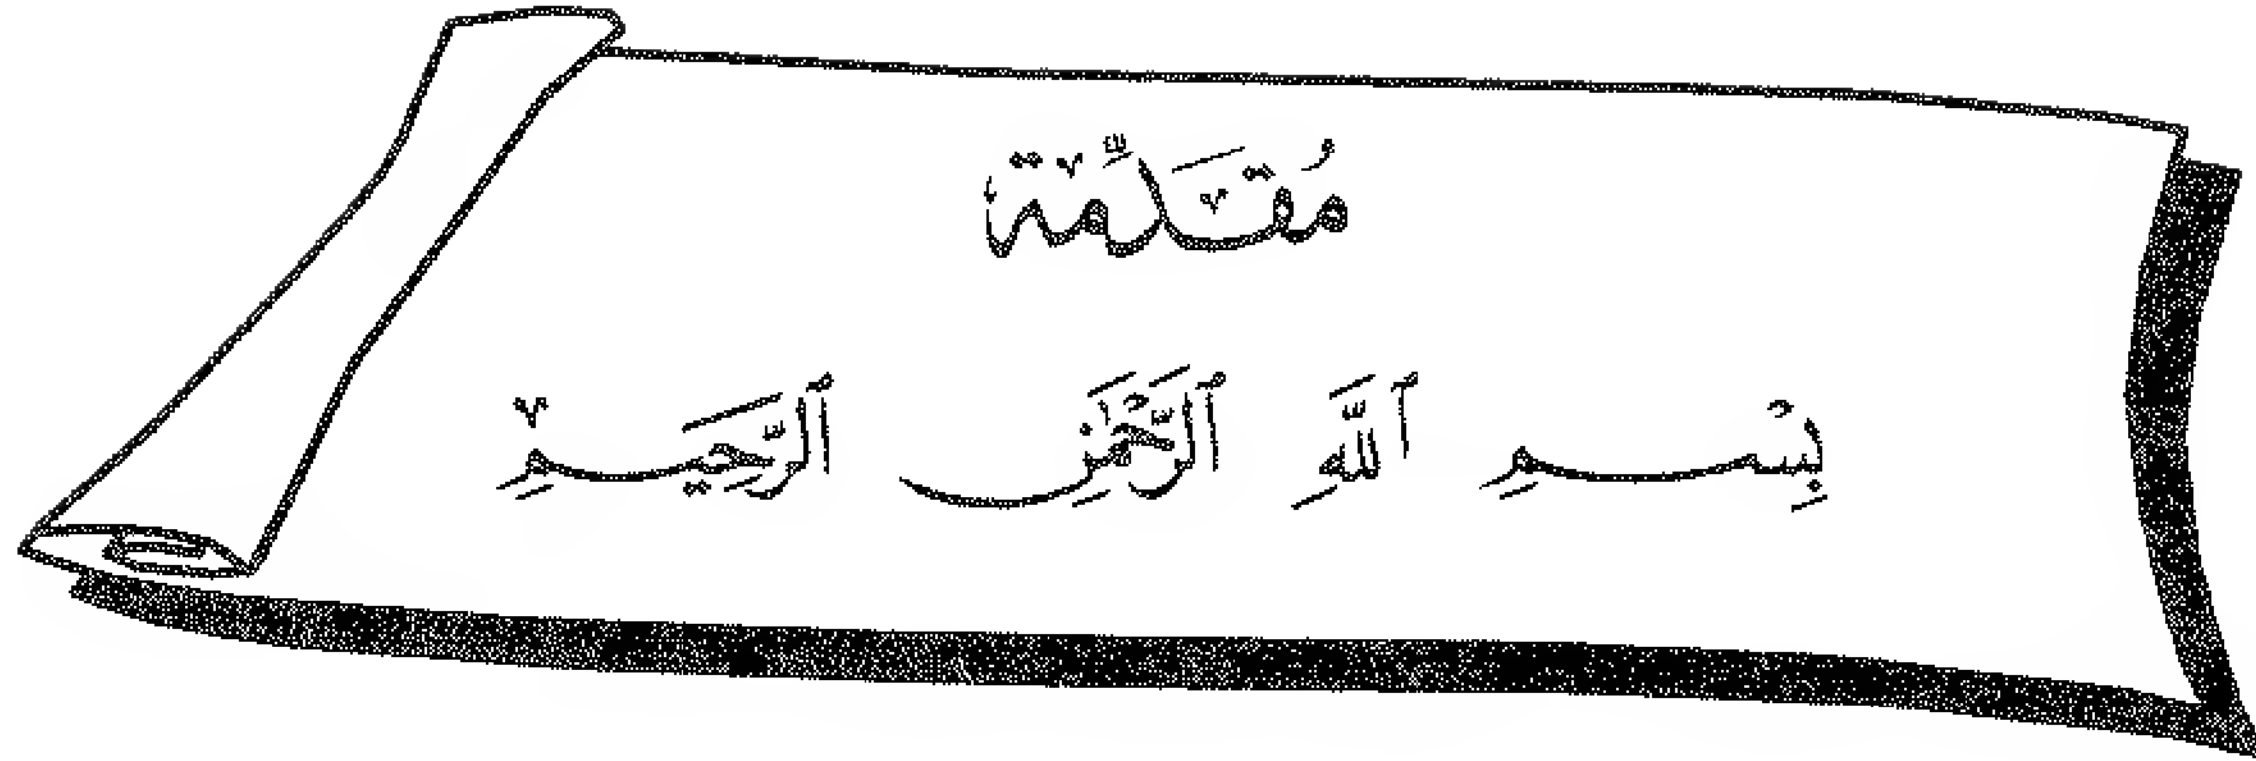 مُقَدِّمَة
بِسْمِ ٱللَّهِ ٱلرَّحْمَٰنِ ٱلرَّحِيمِ